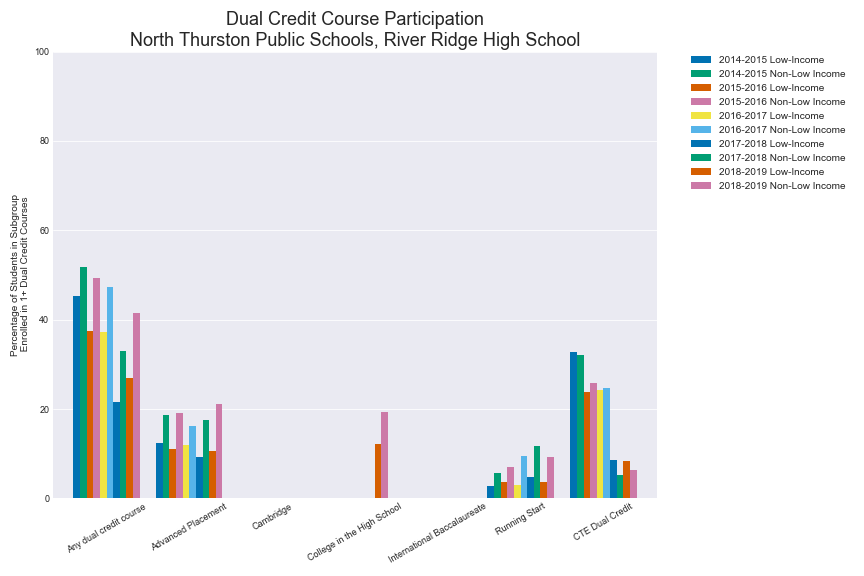 Dual Credit Course Participation
North Thurston Public Schools, River Ridge High School
Percentage of Students in Subgroup
Enrolled in 1+ Dual Credit Courses
100
80
60
40
20
0
Any dual credit course
Advanced Placement
Cambridge
College in the High School
International Baccalaureate
Running Start
CTE Dual Credit
2014-2015 Low-Income
2014-2015 Non-Low Income
2015-2016 Low-Income
2015-2016 Non-Low Income
2016-2017 Low-Income
2016-2017 Non-Low Income
2017-2018 Low-Income
2017-2018 Non-Low Income
2018-2019 Low-Income
2018-2019 Non-Low Income